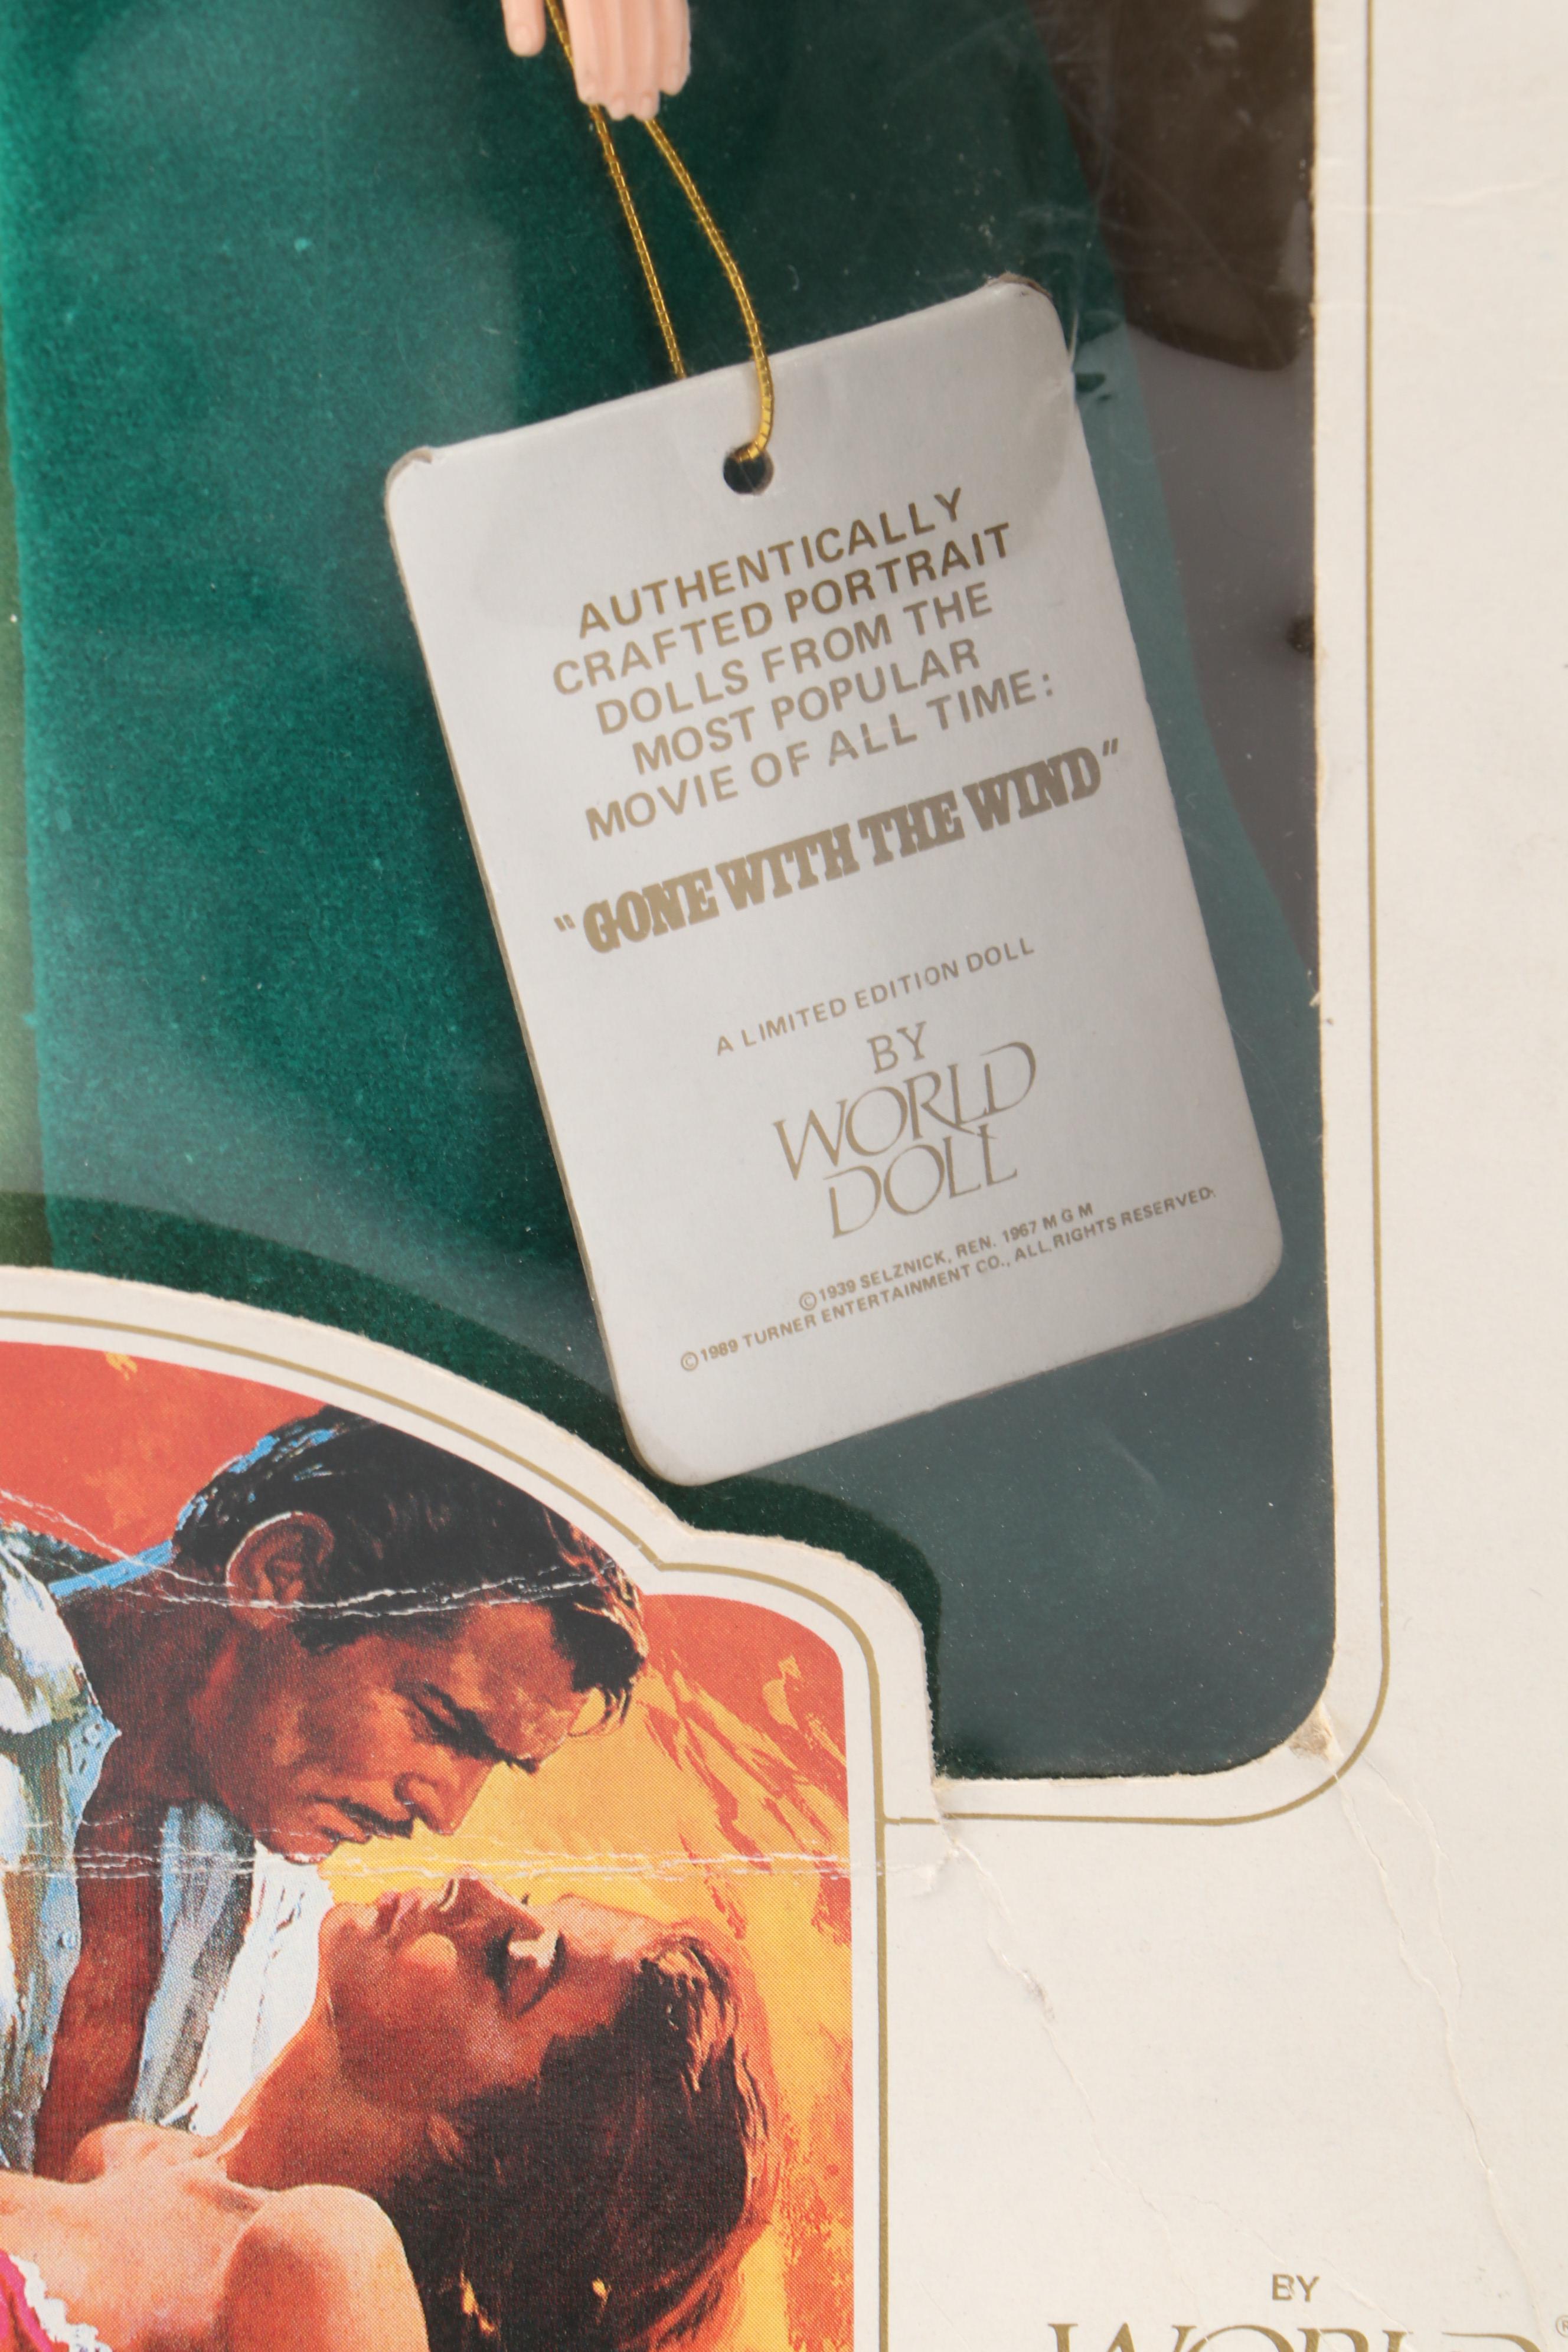 AUTHENTICALLY
CRAFTED PORTRAIT
DOLLS FROM THE
MOST POPULAR
MOVIE OF ALL TIME:
"GONE WITH THE WIND"
A LIMITED EDITION DOLL
BY
WORLD
DOLL
©1939 SELZNICK, REN. 1967 M G M
©1989 TURNER ENTERTAINMENT CO., ALL RIGHTS RESERVED.
BY
WORLD